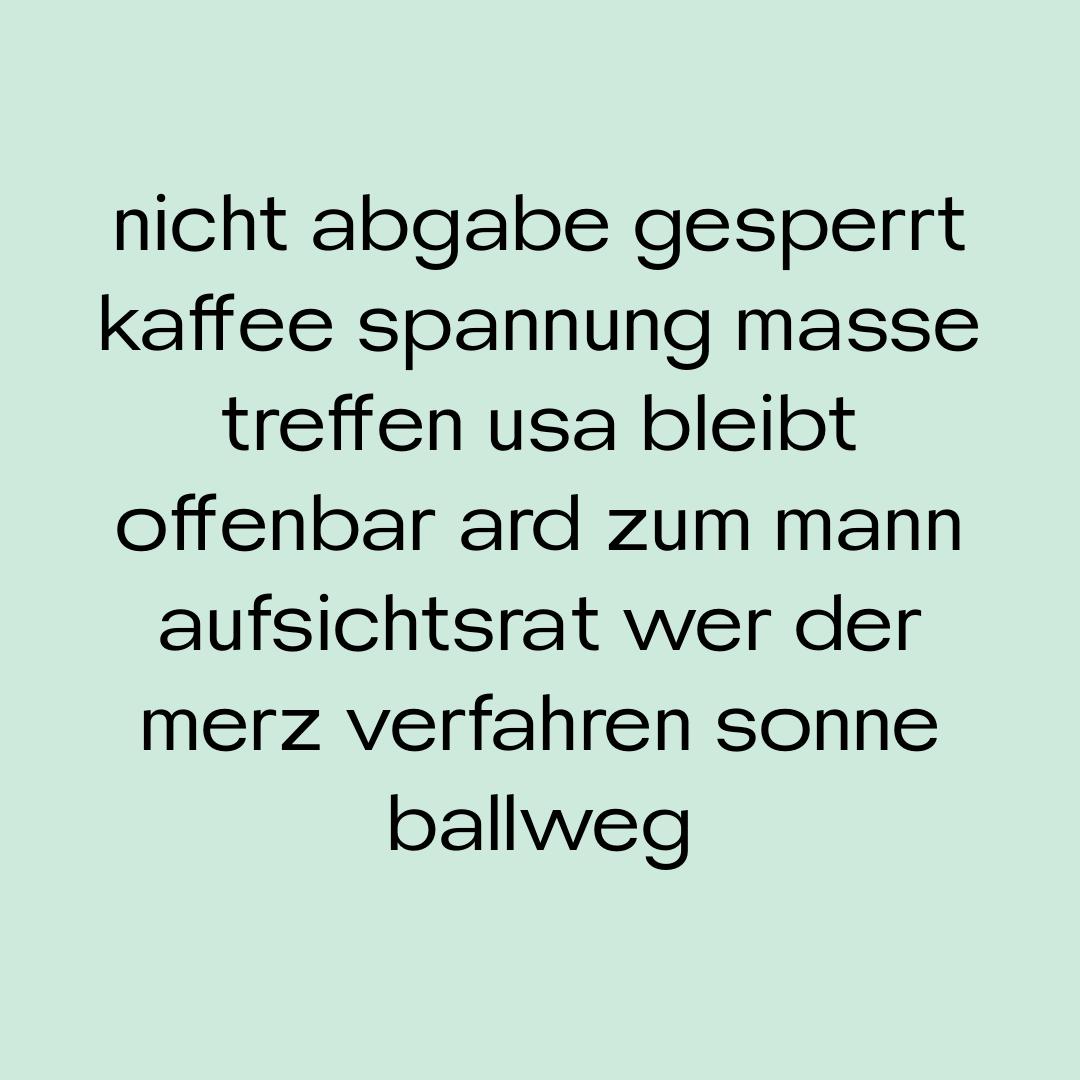 nicht abgabe gesperrt
kaffee spannung masse
treffen usa bleibt
offenbar ard zum mann
aufsichtsrat wer der
merz verfahren sonne
ballweg